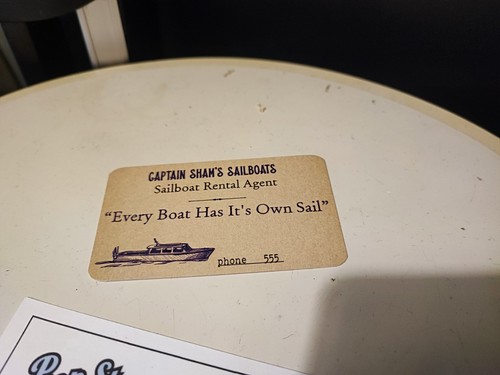 CAPTAIN SHAM'S SAILBOATS
Sailboat Rental Agent
“Every Boat Has It's Own Sail”
phone 555